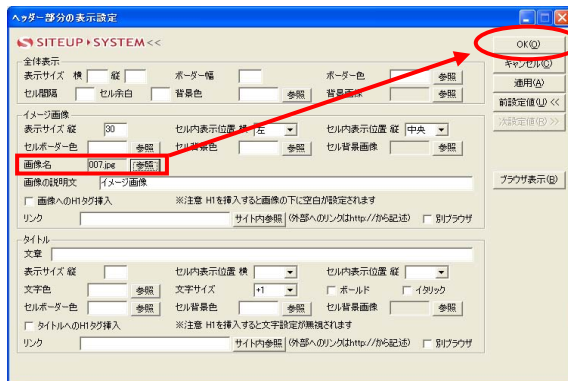 ヘッダー部分の表示設定
SITEUP SYSTEM<<
全体表示
表示サイズ 横 縦 ボーダー幅 ボーダー色 参照
セル間隔 セル余白 背景色 参照 背景画像 参照
イメージ画像
表示サイズ 縦 30 セル内表示位置 横 左 セル内表示位置 縦 中央
セルボーダー色 参照 セル背景色 参照 セル背景画像 参照
画像名 007.jpg 参照
画像の説明文 イメージ画像
画像へのH1タグ挿入 ※注意 H1を挿入すると画像の下に空白が設定されます
リンク サイト内参照 (外部へのリンクはhttp://から記述) 別ブラウザ
タイトル
文章
表示サイズ 縦 セル内表示位置 横 セル内表示位置 縦
文字色 参照 文字サイズ +1 ボールド イタリック
セルボーダー色 参照 セル背景色 参照 セル背景画像 参照
タイトルへのH1タグ挿入 ※注意 H1を挿入すると文字設定が無視されます
リンク サイト内参照 (外部へのリンクはhttp://から記述) 別ブラウザ
OK(O)
キャンセル(C)
適用(A)
前設定値(U) <<
次設定値(R) >>
ブラウザ表示(B)